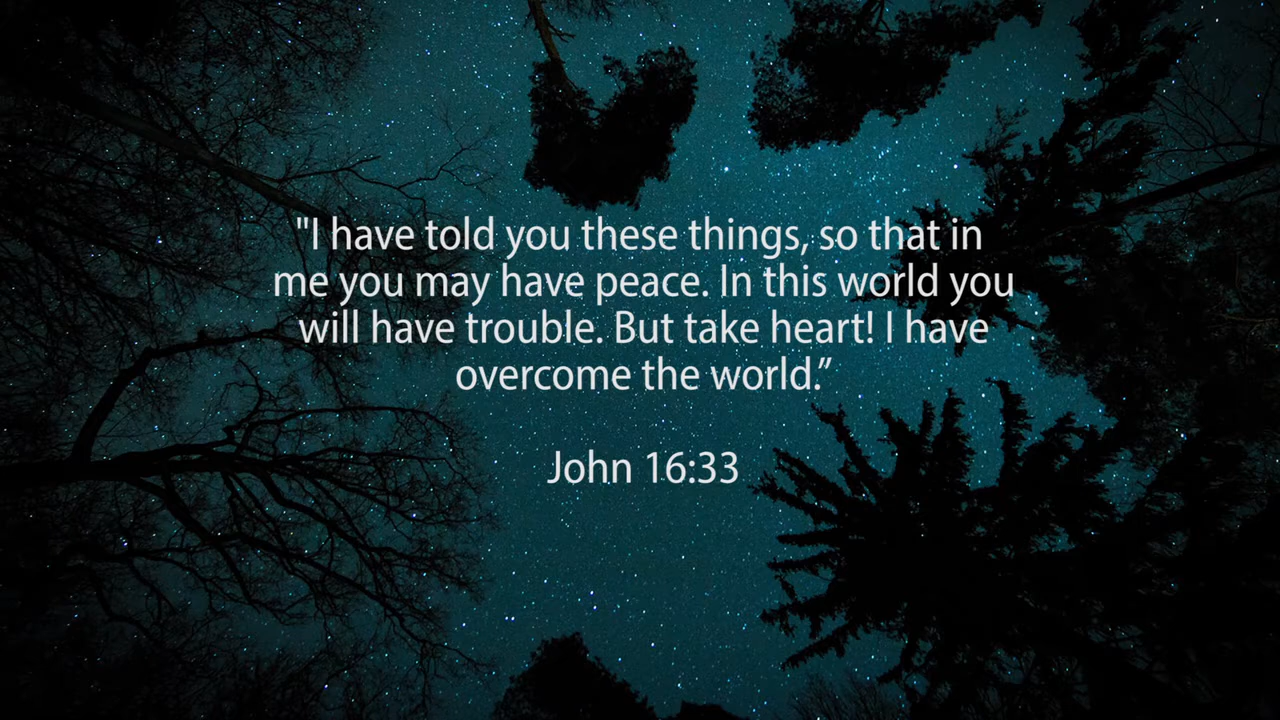 "I have told you these things, so that in
me you may have peace. In this world you
will have trouble. But take heart! I have
overcome the world.”
John 16:33